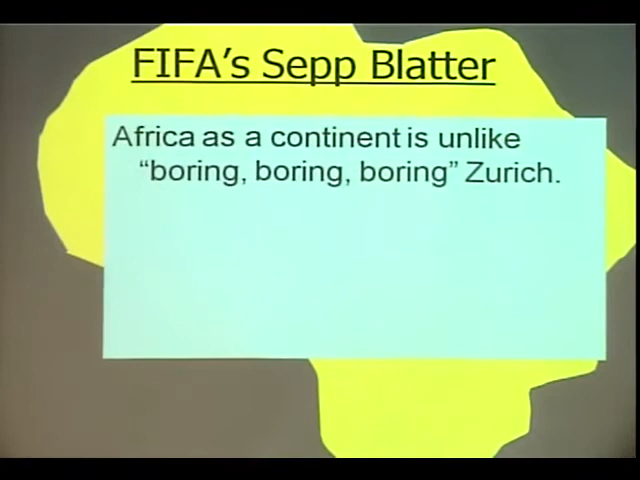 FIFA's Sepp Blatter
Africa as a continent is unlike
“boring, boring, boring” Zurich.